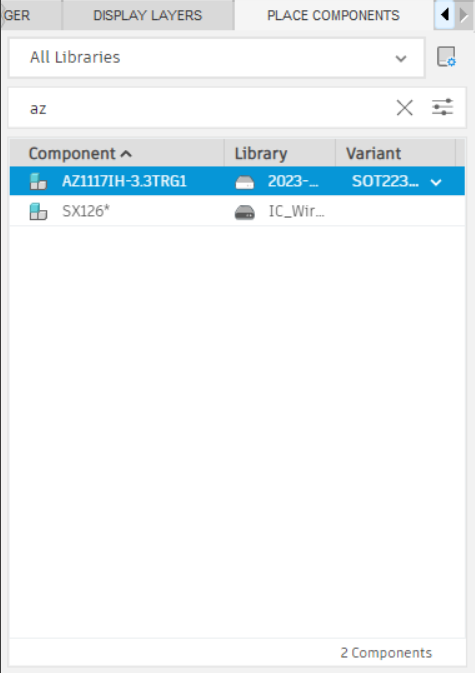 GER DISPLAY LAYERS PLACE COMPONENTS
All Libraries
az
Component Library Variant
AZ1117IH-3.3TRG1 2023-... SOT223...
SX126* IC_Wir...
2 Components